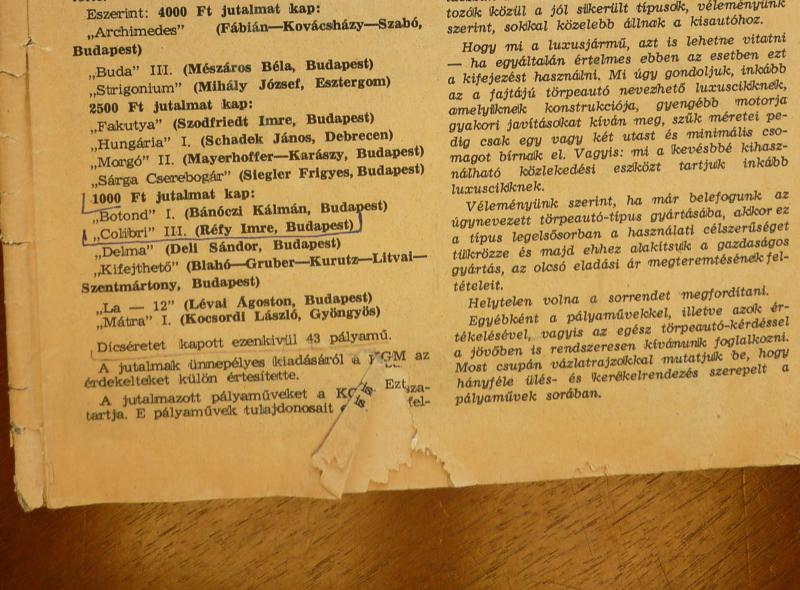 Eszerint: 4000 Ft jutalmat kap:
„Archimedes” (Fábián—Kovácsházy—Szabó,
Budapest)
„Buda” III. (Mészáros Béla, Budapest)
„Strigonium” (Mihály József, Esztergom)
2500 Ft jutalmat kap:
„Fakutya” (Szodfriedt Imre, Budapest)
„Hungária” I. (Schadek János, Debrecen)
„Morgó” II. (Mayerhoffer—Karászy, Budapest)
„Sárga Cserebogár” (Siegler Frigyes, Budapest)
1000 Ft jutalmat kap:
„Botond” I. (Bánóczi Kálmán, Budapest)
„Colibri” III. (Réfy Imre, Budapest)
„Delma” (Deli Sándor, Budapest)
„Kifejthető” (Blahó—Gruber—Kurutz—Litvai—
Szentmártony, Budapest)
„La — 12” (Lévai Ágoston, Budapest)
„Mátra” I. (Kocsordi László, Gyöngyös)
Dicséretet kapott ezenkívül 43 pályamű.
A jutalmak ünnepélyes kiadásáról a KGM az
érdekelteket külön értesítette.
A jutalmazott pályaműveket a
tartja. E pályaművek tulajdonosait fel-
Ezt
is
is.
tozók közül a jól sikerült típusok, véleményünk
szerint, sokkal közelebb állnak a kisautóhoz.
Hogy mi a luxusjármű, azt is lehetne vitatni
— ha egyáltalán értelmes ebben az esetben ezt
a kifejezést használni. Mi úgy gondoljuk, inkább
az a fajtájú törpeautó nevezhető luxuscikknek,
amelyiknek konstrukciója, gyengébb motorja
gyakori javításokat kíván meg, szűk méretei pe-
dig csak egy vagy két utast és minimális cso-
magot bírnak el. Vagyis: mi a kevésbbé kihasz-
nálható közlekedési eszközt tartjuk inkább
luxuscikknek.
Véleményünk szerint, ha már belefogunk az
úgynevezett törpeautó-típus gyártásába, akkor ez
a típus legelsősorban a használati célszerűséget
tükrözze és majd ehhez alakítsuk a gazdaságos
gyártás, az olcsó eladási ár megteremtésének fel-
tételeit.
Helytelen volna a sorrendet megfordítani.
Egyébként a pályaművekkel, illetve azok ér-
tékelésével, vagyis az egész törpeautó-kérdéssel
a jövőben is rendszeresen kívánunk foglalkozni.
Most csupán vázlatrajzokkal mutatjuk be, hogy
hányféle ülés- és kerékelrendezés szerepelt a
pályaművek sorában.